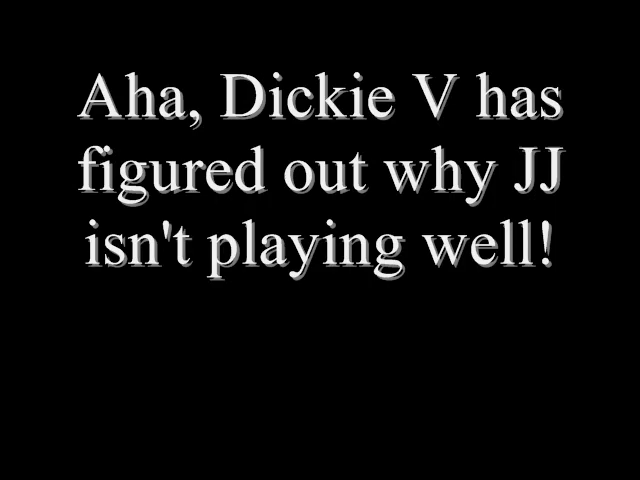 Aha, Dickie V has
figured out why JJ
isn't playing well!